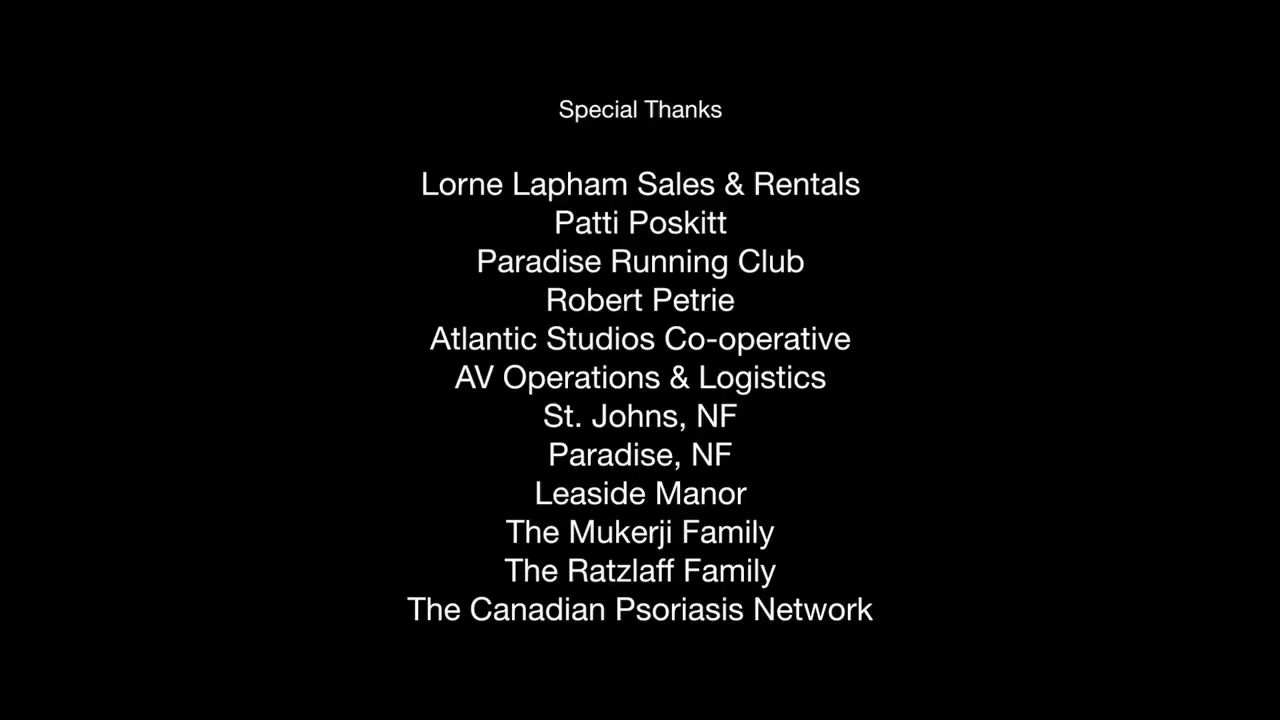 Special Thanks
Lorne Lapham Sales & Rentals
Patti Poskitt
Paradise Running Club
Robert Petrie
Atlantic Studios Co-operative
AV Operations & Logistics
St. Johns, NF
Paradise, NF
Leaside Manor
The Mukerji Family
The Ratzlaff Family
The Canadian Psoriasis Network